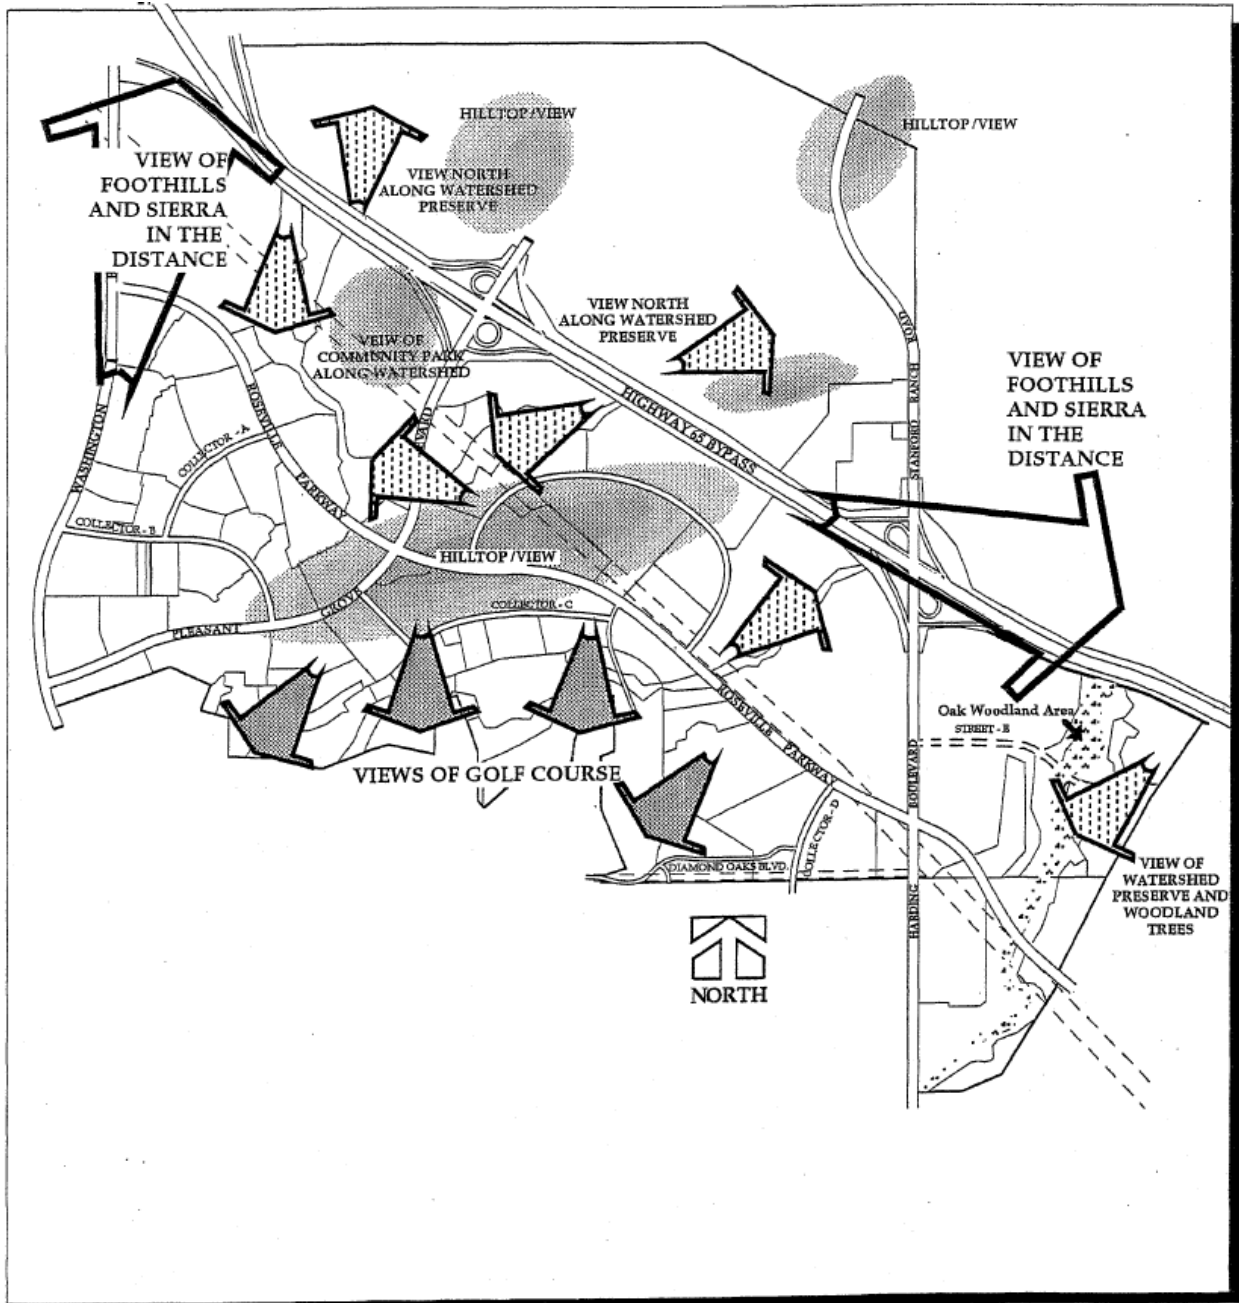 HILLTOP/VIEW
HILLTOP/VIEW
VIEW OF
FOOTHILLS
AND SIERRA
IN THE
DISTANCE
VIEW NORTH
ALONG WATERSHED
PRESERVE
VIEW NORTH
ALONG WATERSHED
PRESERVE
VEIW OF
COMMUNITY PARK
ALONG WATERSHED
ROAD
RANCH
STANFORD
VIEW OF
FOOTHILLS
AND SIERRA
IN THE
DISTANCE
HIGHWAY 65 BYPASS
WASHINGTON
ROSEVILLE
PARKWAY
COLLECTOR - A
VARD
COLLECTOR - B
HILLTOP/VIEW
COLLECTOR - C
PLEASANT
GROVE
ROSEVILLE
PARKWAY
Oak Woodland Area
STREET - E
BOULEVARD
HARDING
VIEWS OF GOLF COURSE
COLLECTOR - D
DIAMOND OAKS BLVD.
VIEW OF
WATERSHED
PRESERVE AND
WOODLAND
TREES
NORTH